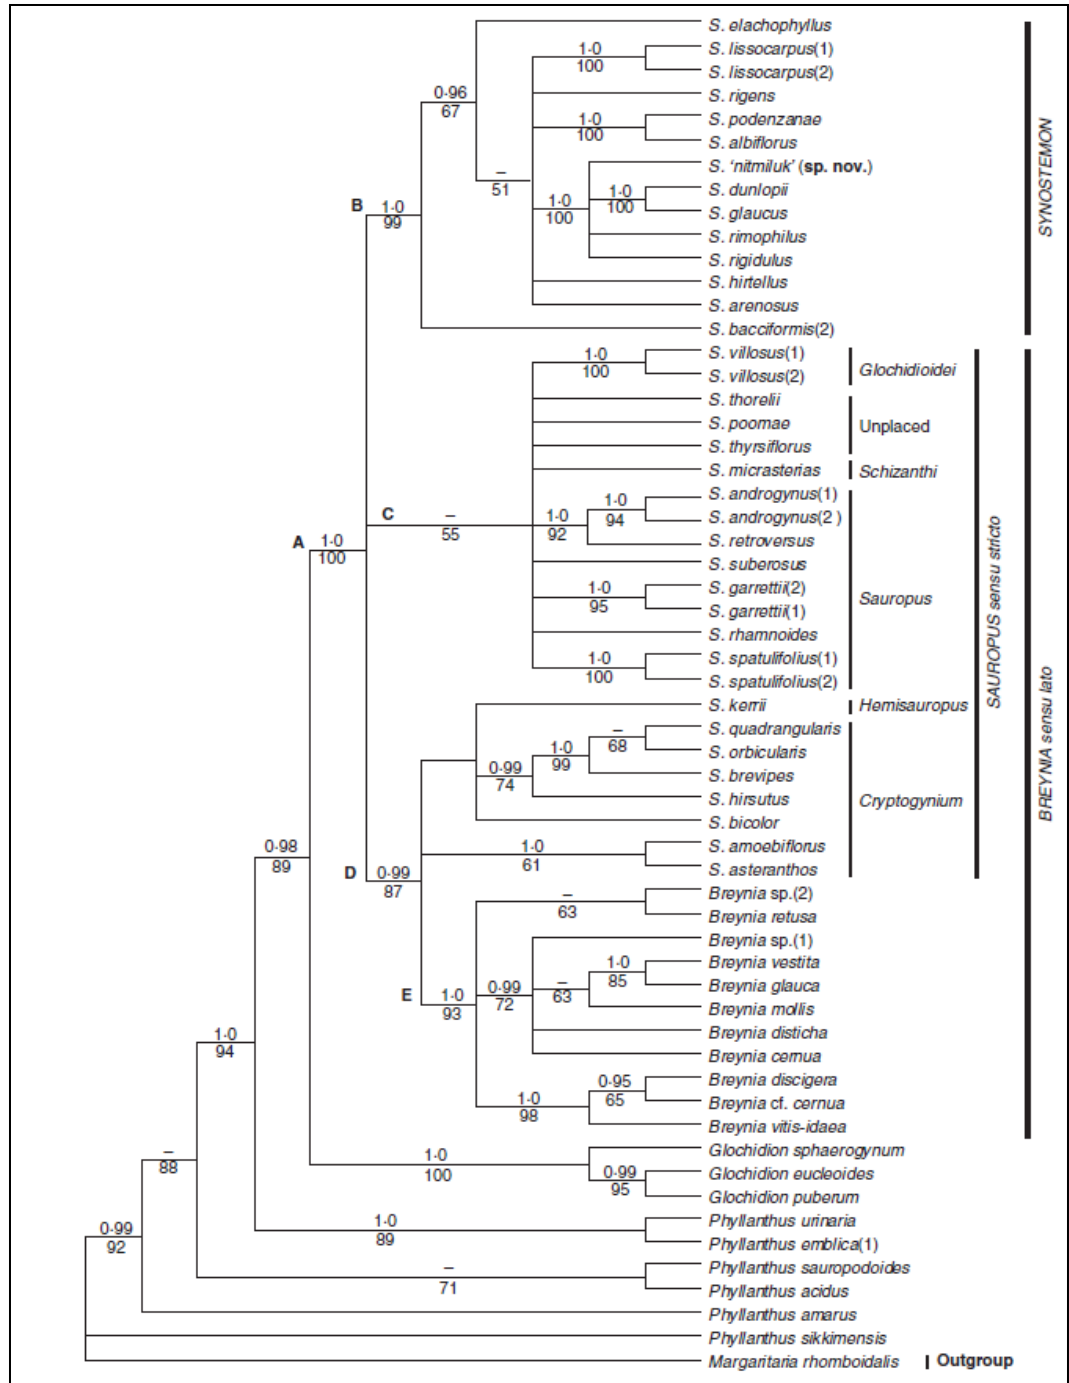 S. elachophyllus
S. lissocarpus(1)
1·0
100
S. lissocarpus(2)
0·96
67
S. rigens
S. podenzanae
1·0
100
S. albiflorus
S. 'nitmiluk' (sp. nov.)
–
51
S. dunlopii
1·0
100
1·0
100
S. glaucus
B
1·0
99
S. rimophilus
S. rigidulus
S. hirtellus
S. arenosus
S. bacciformis(2)
SYNOSTEMON
S. villosus(1)
1·0
100
S. villosus(2)
Glochidioidei
S. thorelii
S. poomae
Unplaced
S. thyrsiflorus
S. micrasterias
Schizanthi
S. androgynus(1)
1·0
94
S. androgynus(2 )
C
–
55
1·0
92
S. retroversus
A
1·0
100
S. suberosus
S. garrettii(2)
1·0
95
Sauropus
S. garrettii(1)
S. rhamnoides
S. spatulifolius(1)
1·0
100
S. spatulifolius(2)
SAUROPUS sensu stricto
S. kerrii
Hemisauropus
S. quadrangularis
–
68
S. orbicularis
1·0
99
S. brevipes
0·99
74
S. hirsutus
Cryptogynium
S. bicolor
BREYNIA sensu lato
S. amoebiflorus
1·0
61
S. asteranthos
0·98
89
D
0·99
87
Breynia sp.(2)
–
63
Breynia retusa
Breynia sp.(1)
Breynia vestita
1·0
85
Breynia glauca
E
1·0
93
0·99
72
–
63
Breynia mollis
Breynia disticha
1·0
94
Breynia cernua
Breynia discigera
0·95
65
Breynia cf. cernua
1·0
98
Breynia vitis-idaea
Glochidion sphaerogynum
1·0
100
–
88
Glochidion eucleoides
0·99
95
Glochidion puberum
Phyllanthus urinaria
1·0
89
0·99
92
Phyllanthus emblica(1)
Phyllanthus sauropodoides
–
71
Phyllanthus acidus
Phyllanthus amarus
Phyllanthus sikkimensis
Margaritaria rhomboidalis
Outgroup